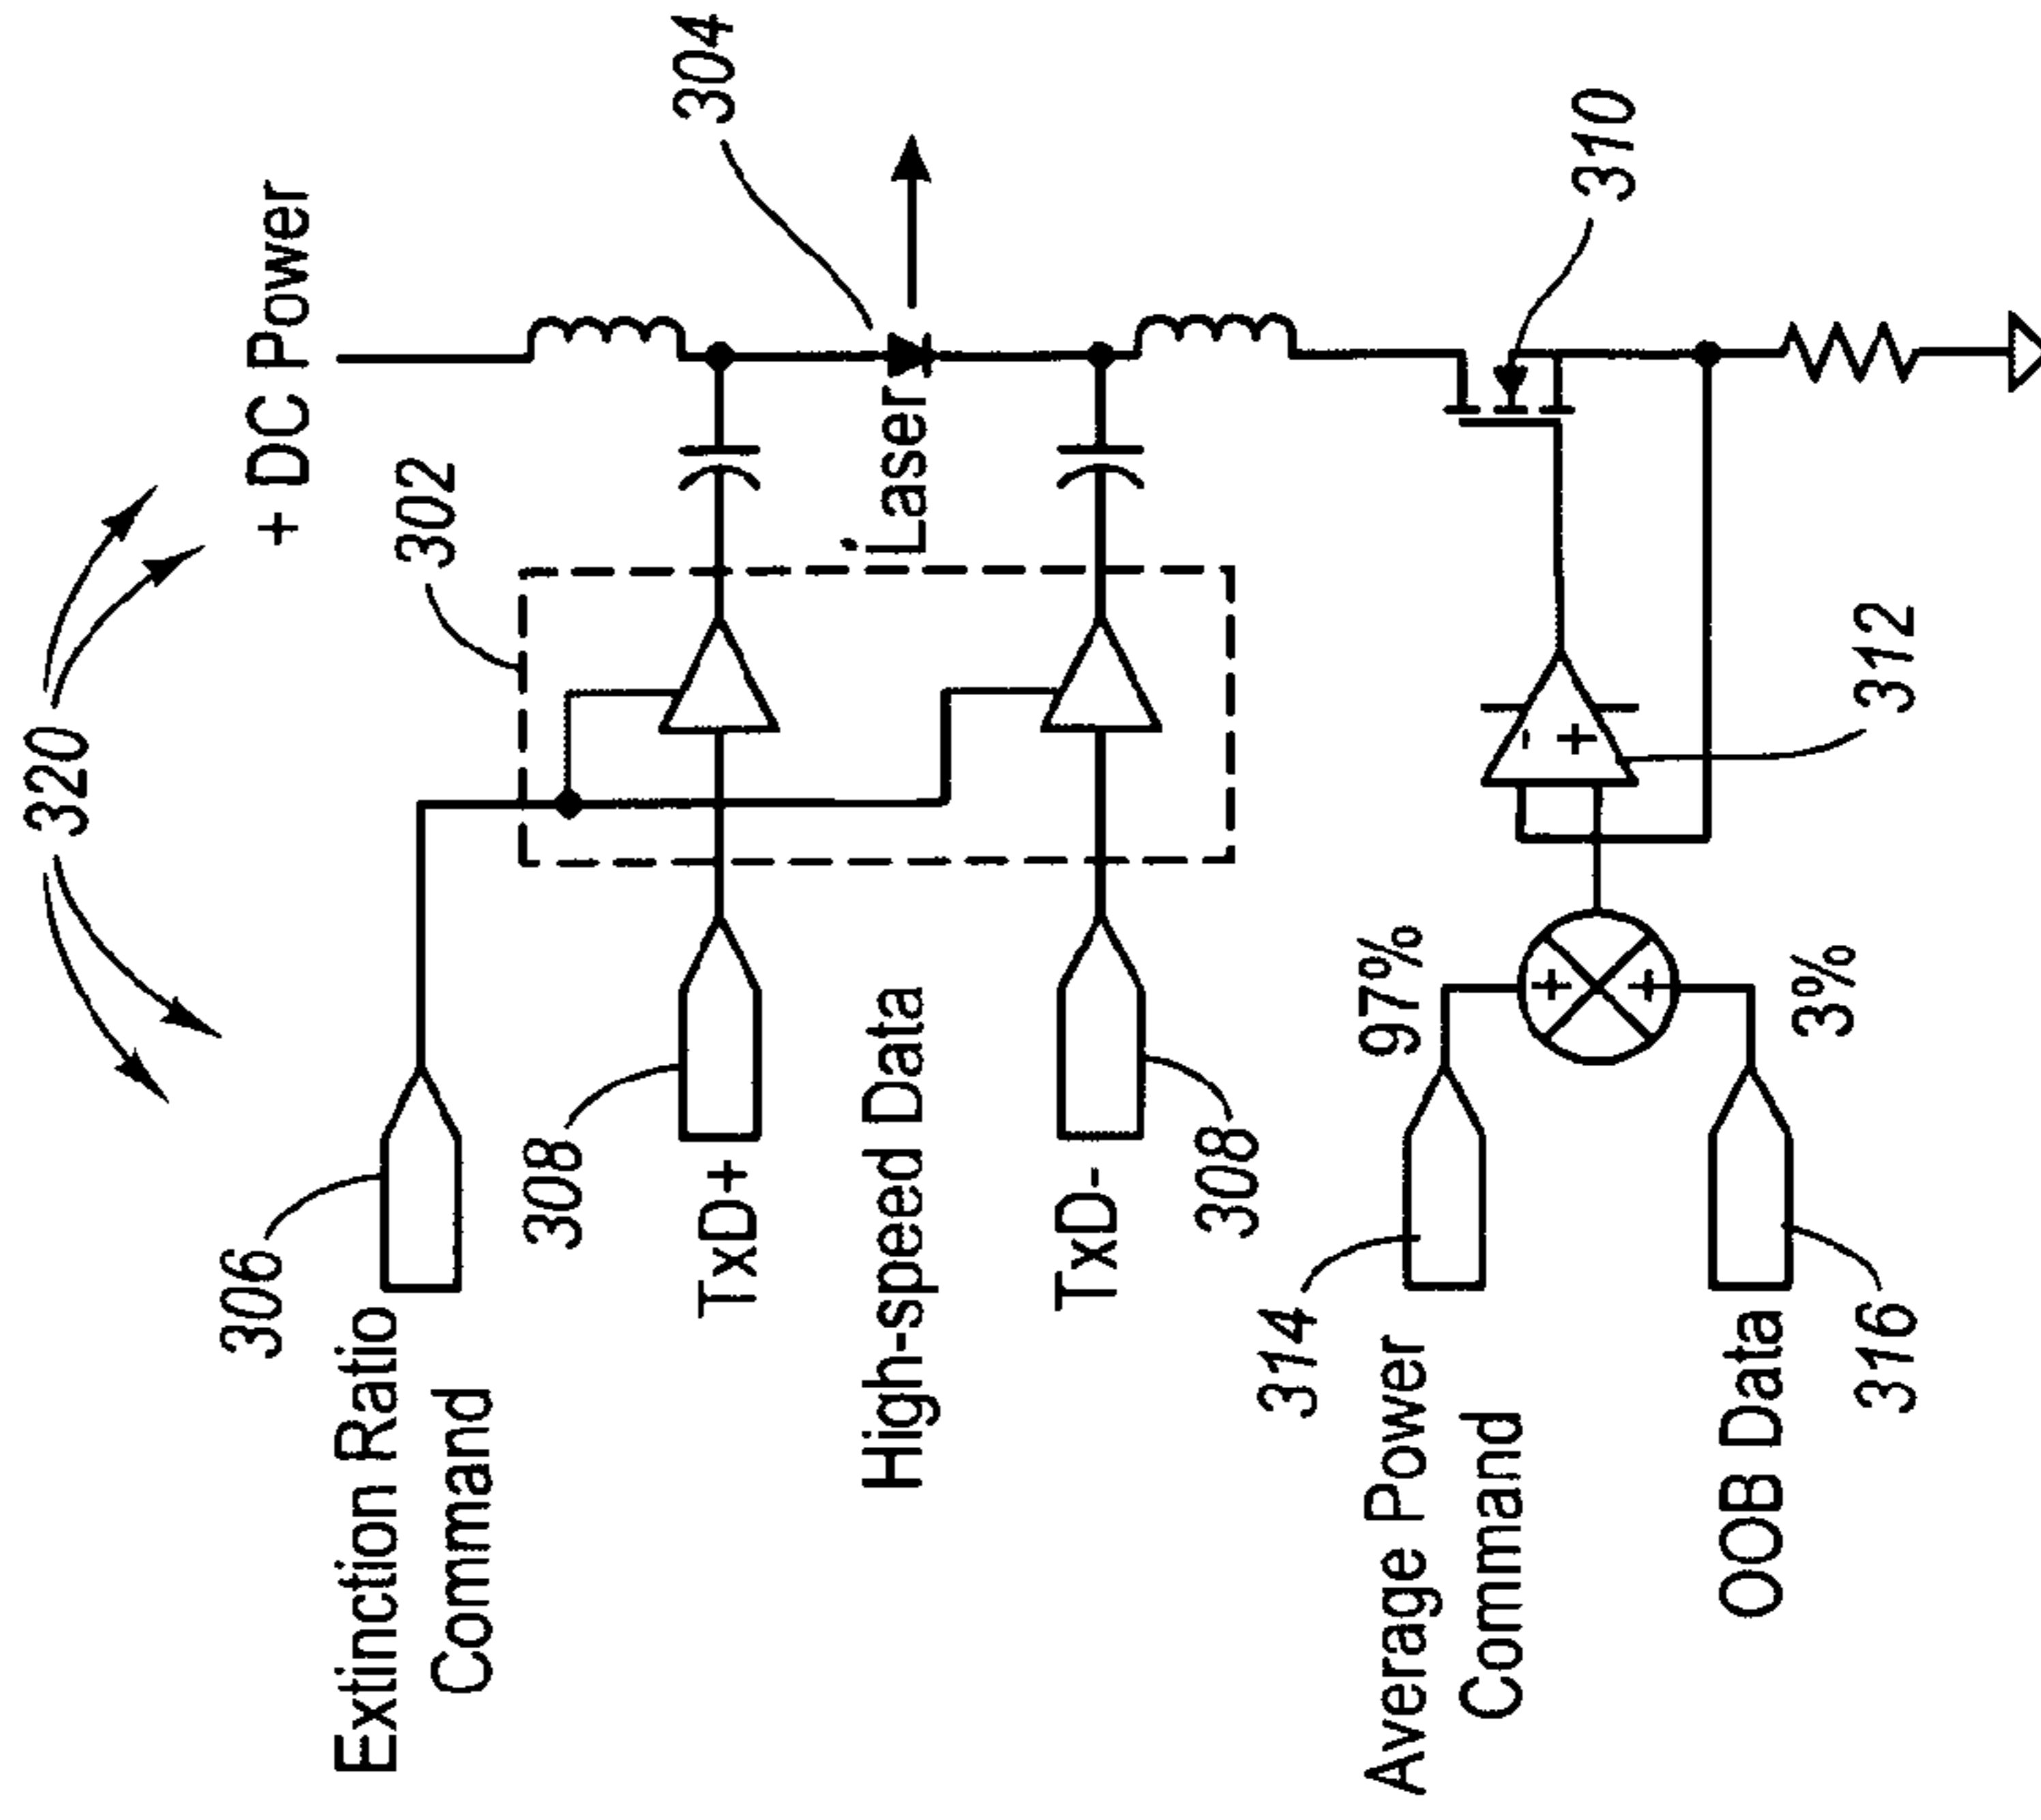 320
+ DC Power
302
304
306
Extinction Ratio
Command
308
TxD+
Laser
High-speed Data
TxD-
308
310
314
97%
Average Power
Command
+
+
-
+
312
3%
OOB Data
316